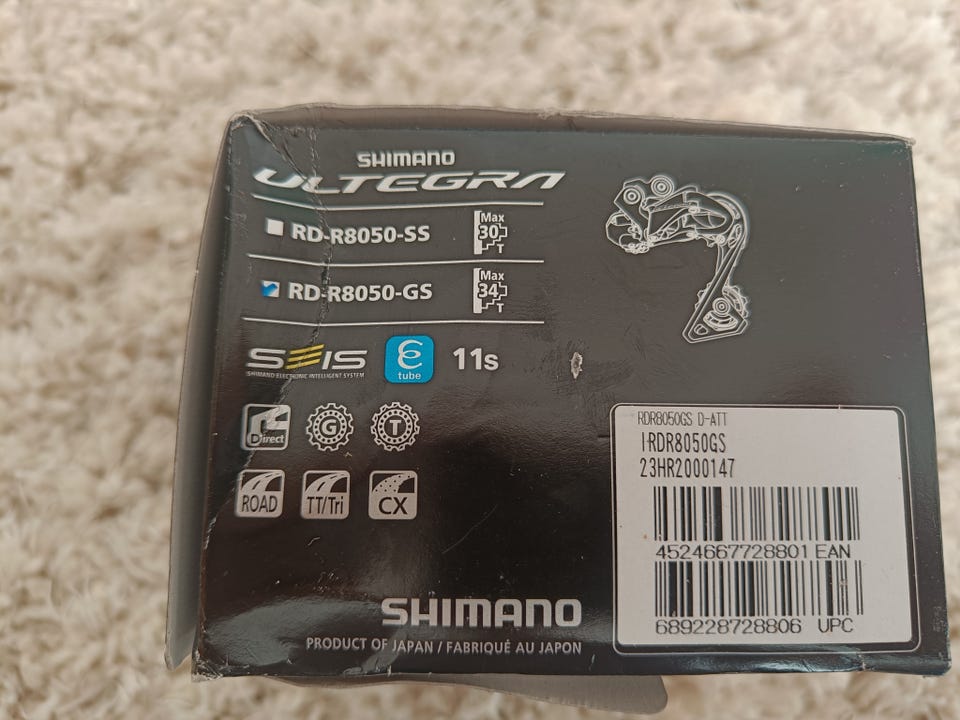 SHIMANO
ULTEGRA
RD-R8050-SS Max 30T
RD-R8050-GS Max 34T
SEIS
SHIMANO ELECTRONIC INTELLIGENT SYSTEM
E tube
11s
Direct G T
ROAD TT/Tri CX
SHIMANO
PRODUCT OF JAPAN / FABRIQUÉ AU JAPON
RDR8050GS D-ATT
IRDR8050GS
23HR2000147
4524667728801 EAN
689228728806 UPC